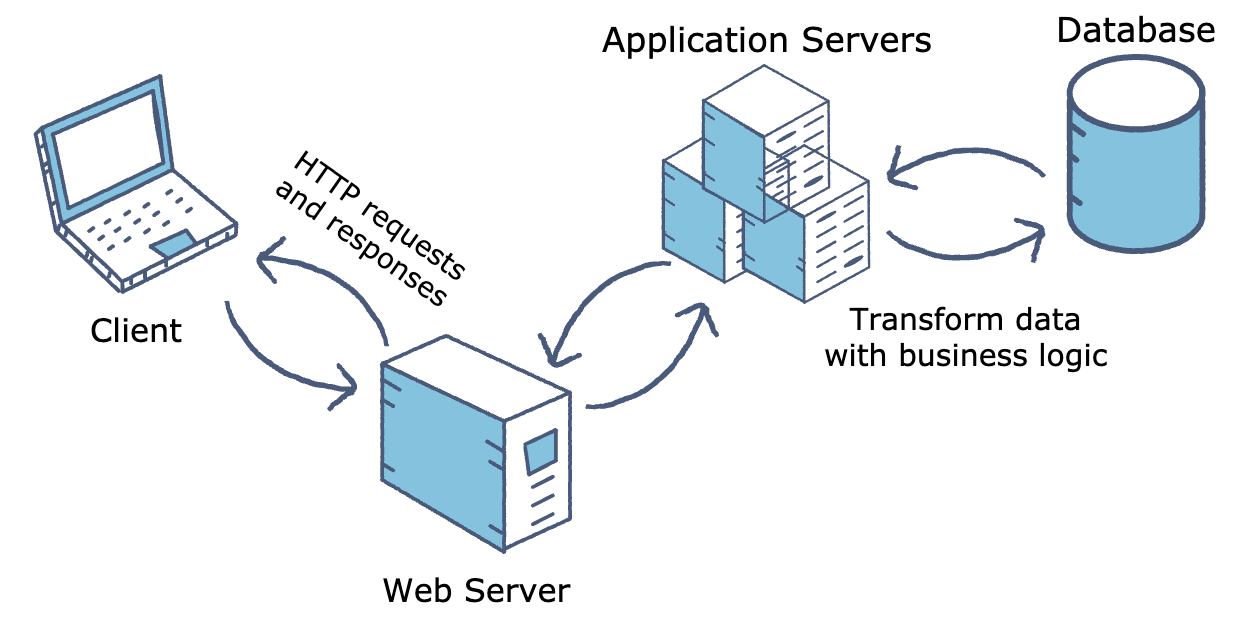 Application Servers
Database
HTTP requests
and responses
Client
Transform data
with business logic
Web Server